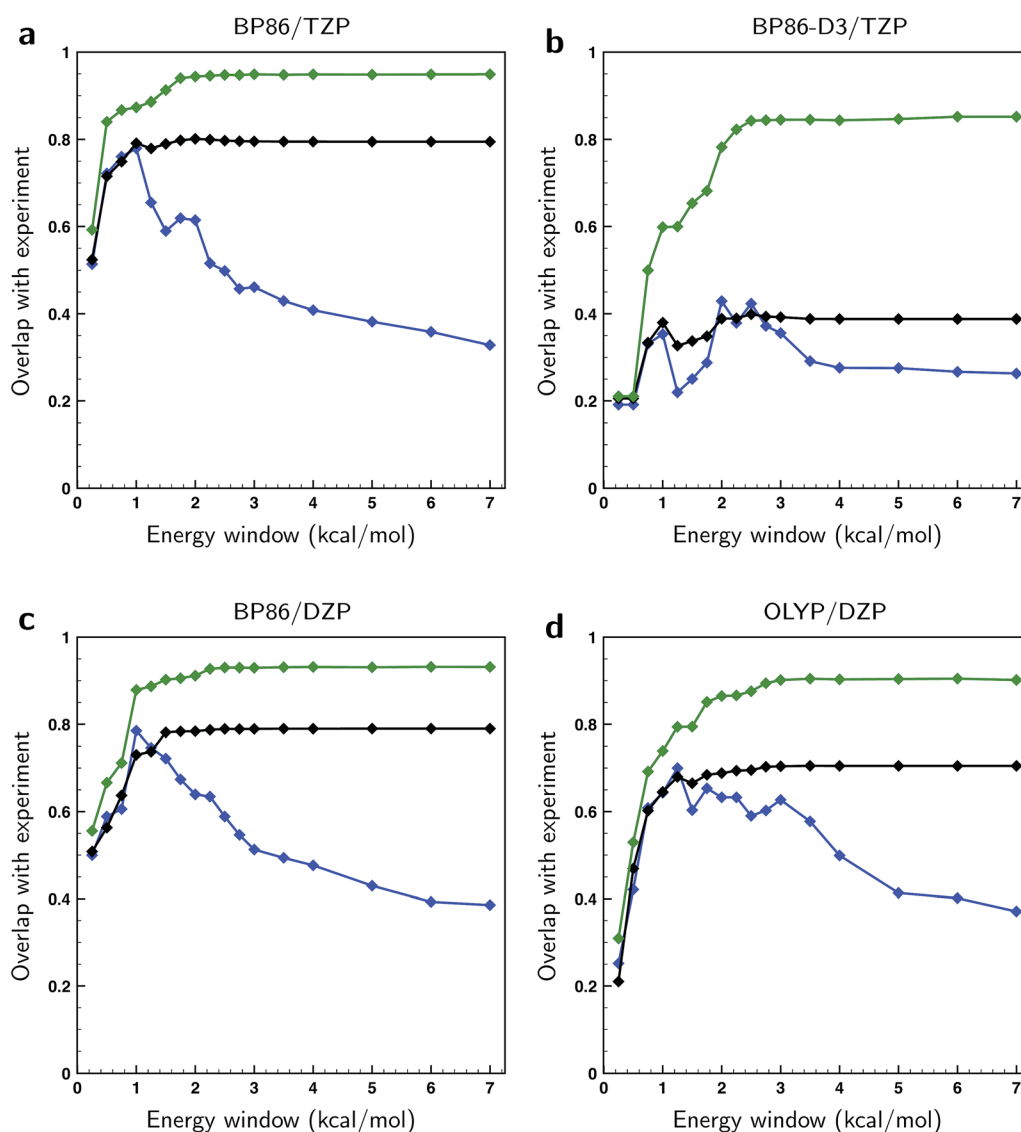 a
BP86/TZP
Overlap with experiment
1
0.8
0.6
0.4
0.2
0
0 1 2 3 4 5 6 7
Energy window (kcal/mol)
b
BP86-D3/TZP
Overlap with experiment
1
0.8
0.6
0.4
0.2
0
0 1 2 3 4 5 6 7
Energy window (kcal/mol)
c
BP86/DZP
Overlap with experiment
1
0.8
0.6
0.4
0.2
0
0 1 2 3 4 5 6 7
Energy window (kcal/mol)
d
OLYP/DZP
Overlap with experiment
1
0.8
0.6
0.4
0.2
0
0 1 2 3 4 5 6 7
Energy window (kcal/mol)